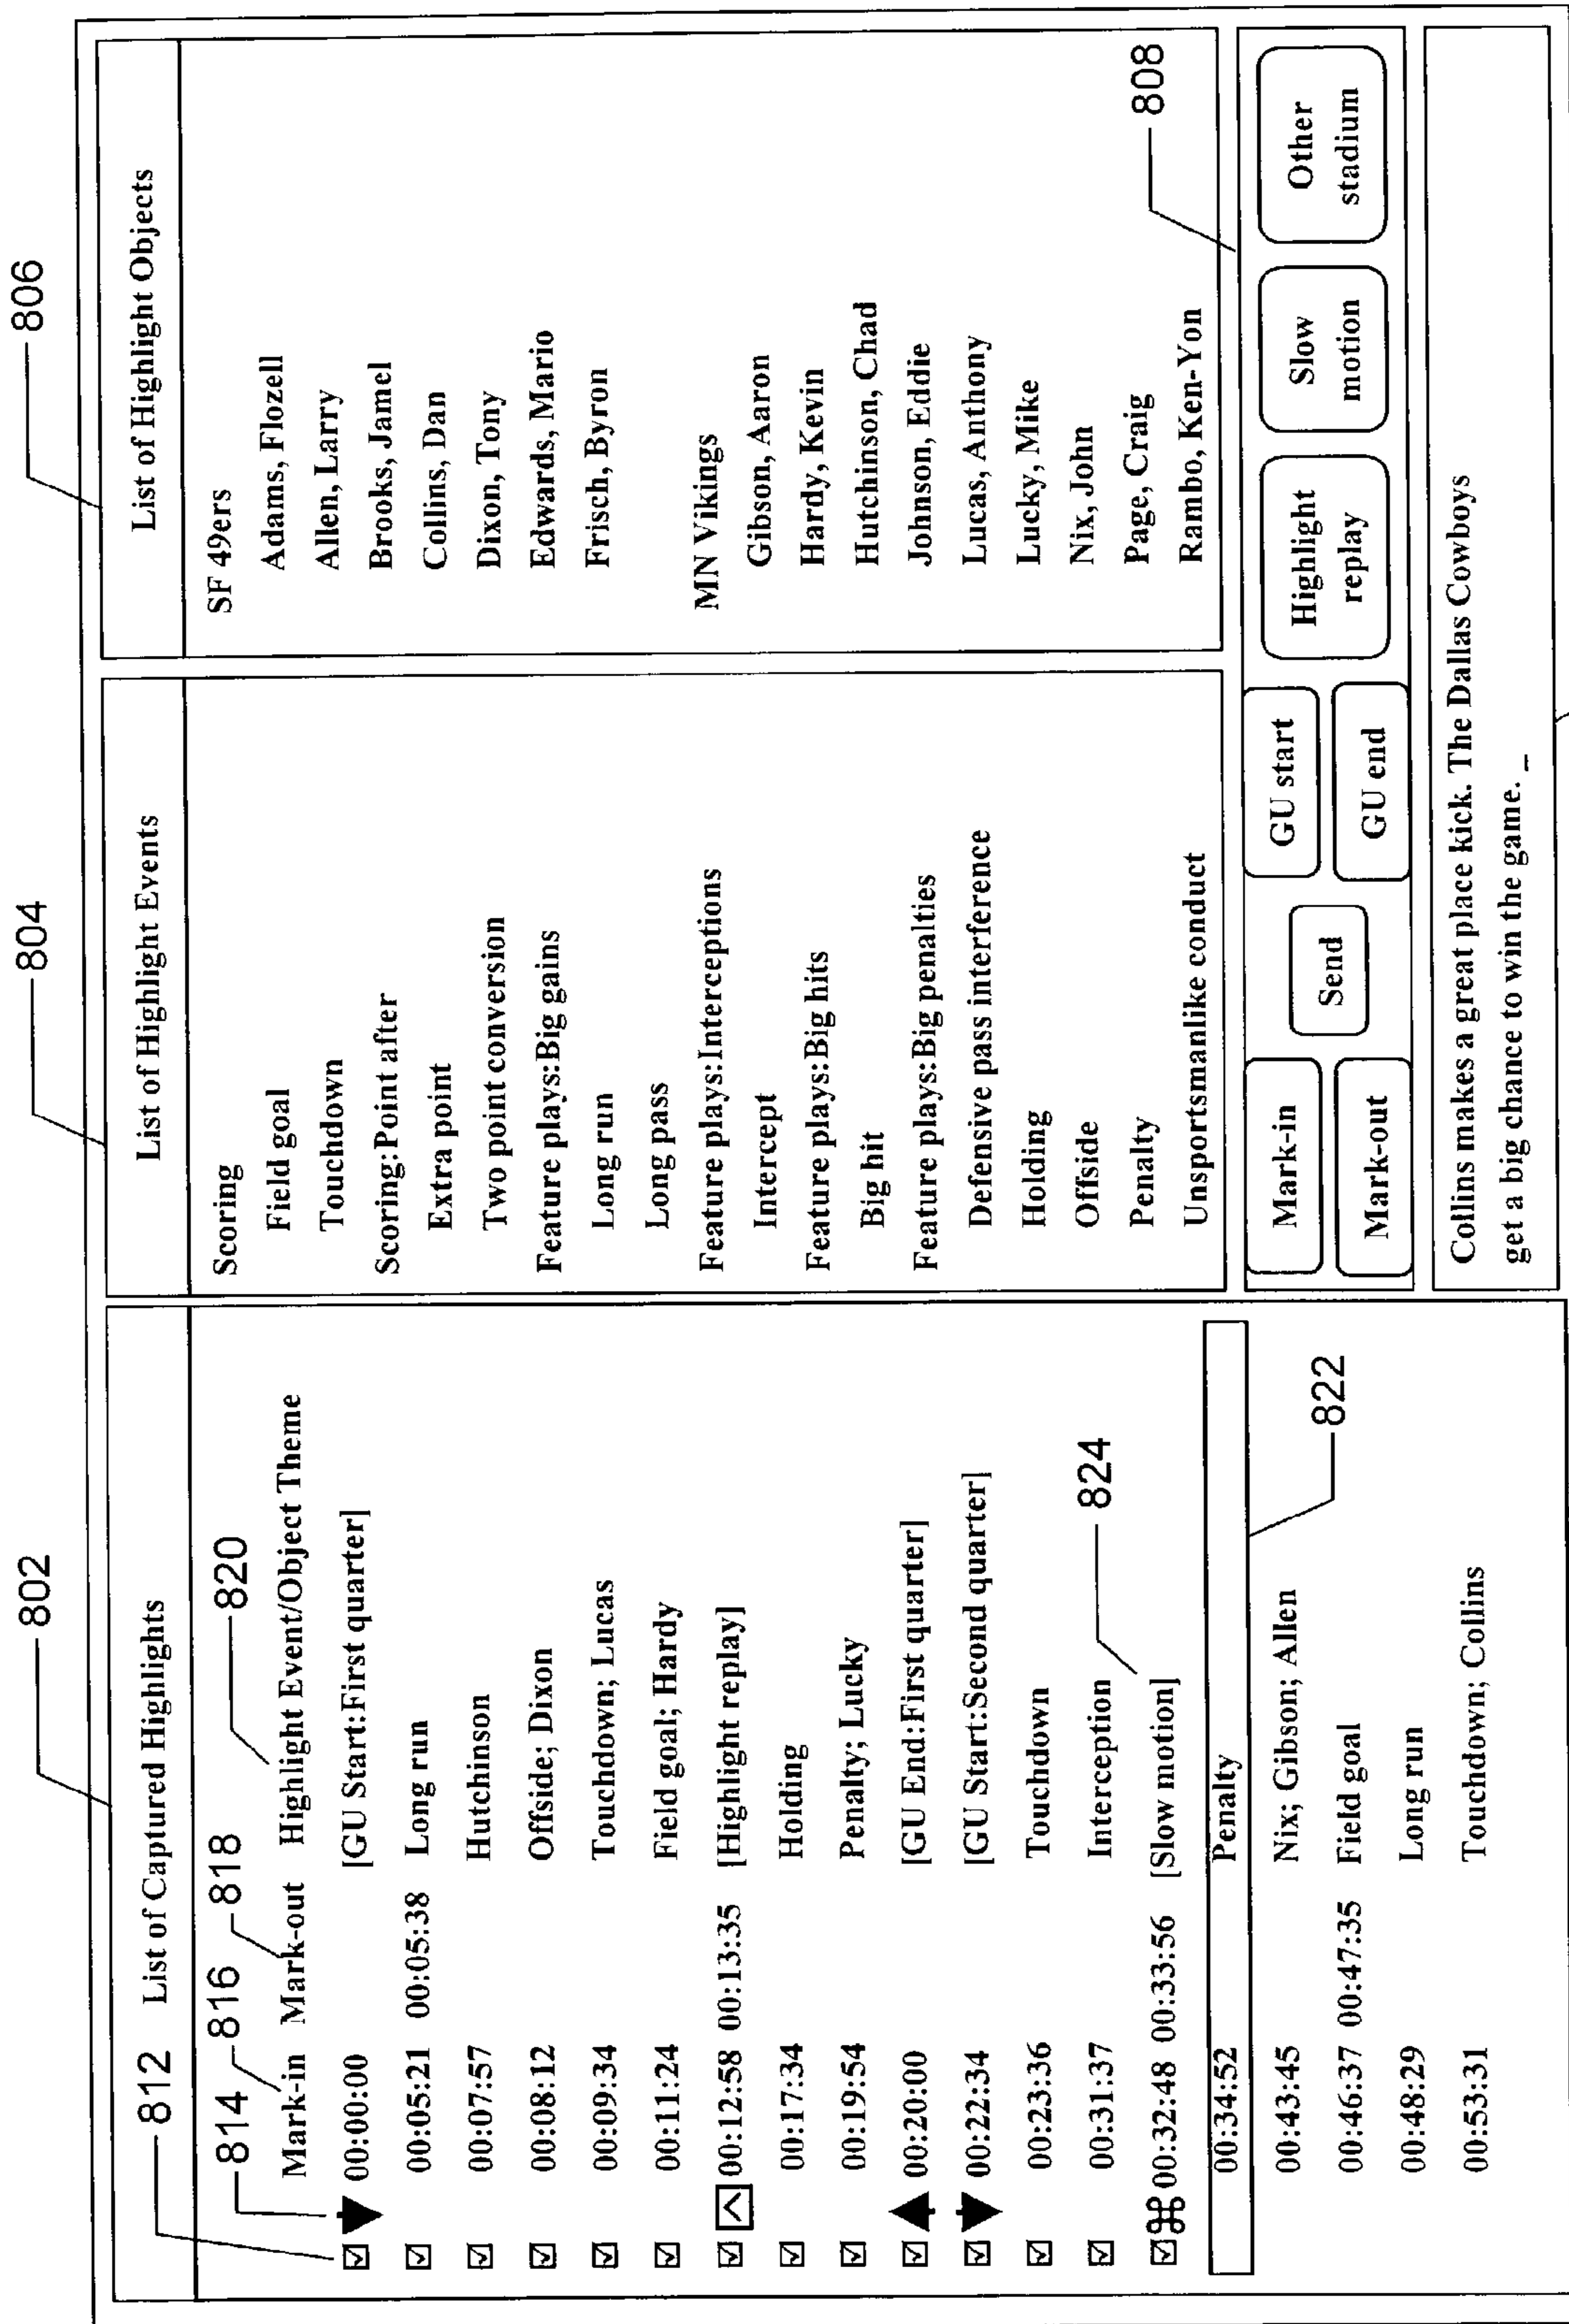 802
804
806
812 List of Captured Highlights
814 816 818 820
Mark-in Mark-out Highlight Event/Object Theme
00:00:00 [GU Start:First quarter]
00:05:21 00:05:38 Long run
00:07:57 Hutchinson
00:08:12 Offside; Dixon
00:09:34 Touchdown; Lucas
00:11:24 Field goal; Hardy
00:12:58 00:13:35 [Highlight replay]
00:17:34 Holding
00:19:54 Penalty; Lucky
00:20:00 [GU End:First quarter]
00:22:34 [GU Start:Second quarter]
00:23:36 Touchdown
00:31:37 Interception
824
⌘ 00:32:48 00:33:56 [Slow motion]
00:34:52 Penalty
822
00:43:45 Nix; Gibson; Allen
00:46:37 00:47:35 Field goal
00:48:29 Long run
00:53:31 Touchdown; Collins
List of Highlight Events
Scoring
Field goal
Touchdown
Scoring:Point after
Extra point
Two point conversion
Feature plays:Big gains
Long run
Long pass
Feature plays:Interceptions
Intercept
Feature plays:Big hits
Big hit
Feature plays:Big penalties
Defensive pass interference
Holding
Offside
Penalty
Unsportsmanlike conduct
List of Highlight Objects
SF 49ers
Adams, Flozell
Allen, Larry
Brooks, Jamel
Collins, Dan
Dixon, Tony
Edwards, Mario
Frisch, Byron
MN Vikings
Gibson, Aaron
Hardy, Kevin
Hutchinson, Chad
Johnson, Eddie
Lucas, Anthony
Lucky, Mike
Nix, John
Page, Craig
Rambo, Ken-Yon
808
Mark-in
Mark-out
Send
GU start
GU end
Highlight
replay
Slow
motion
Other
stadium
Collins makes a great place kick. The Dallas Cowboys
get a big chance to win the game. _